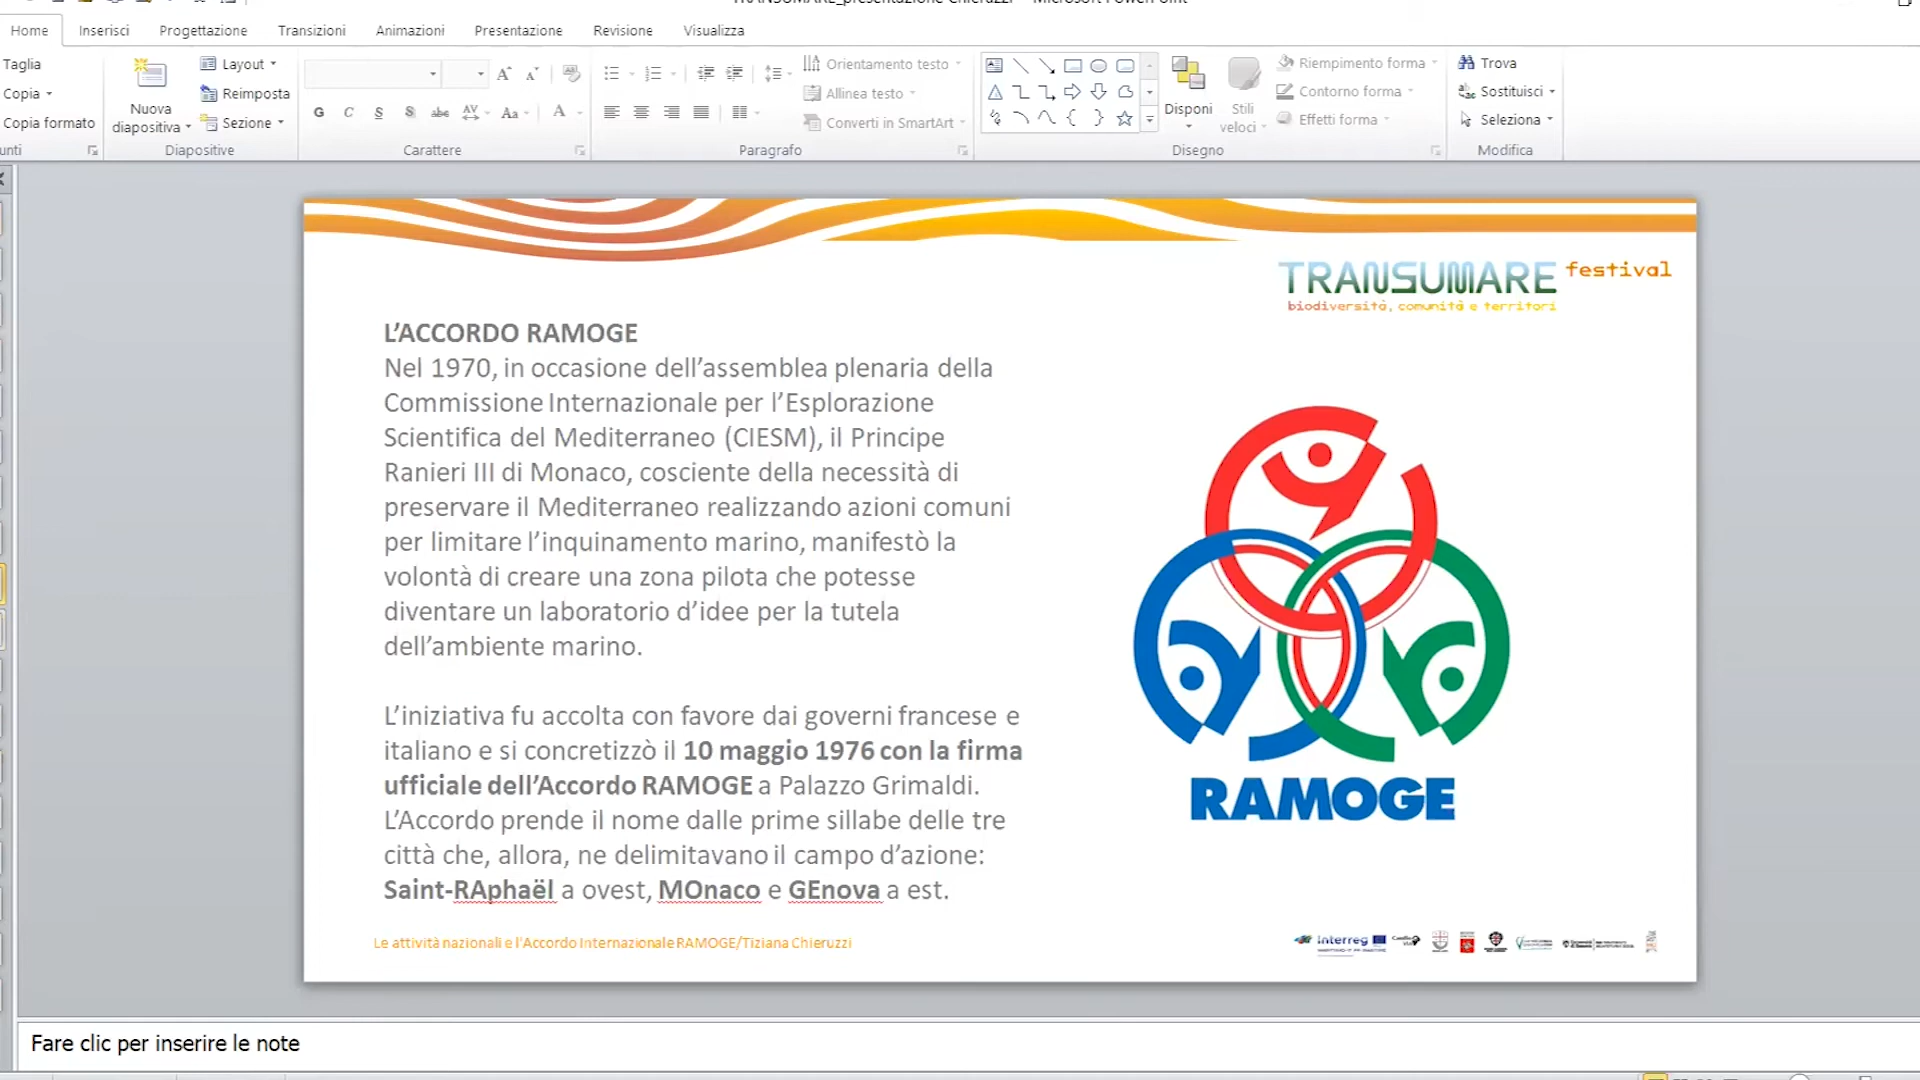 Home Inserisci Progettazione Transizioni Animazioni Presentazione Revisione Visualizza
Taglia
Copia
Copia formato
Nuova
diapositiva
Layout
Reimposta
Sezione
Diapositive
G C S S abc AV Aa A
Carattere
Paragrafo
Orientamento testo
Allinea testo
Converti in SmartArt
Disponi
Stili
veloci
Riempimento forma
Contorno forma
Effetti forma
Disegno
Trova
Sostituisci
Seleziona
Modifica
TRANSUMARE festival
biodiversità, comunità e territori
L’ACCORDO RAMOGE
Nel 1970, in occasione dell’assemblea plenaria della
Commissione Internazionale per l’Esplorazione
Scientifica del Mediterraneo (CIESM), il Principe
Ranieri III di Monaco, cosciente della necessità di
preservare il Mediterraneo realizzando azioni comuni
per limitare l’inquinamento marino, manifestò la
volontà di creare una zona pilota che potesse
diventare un laboratorio d’idee per la tutela
dell’ambiente marino.
L’iniziativa fu accolta con favore dai governi francese e
italiano e si concretizzò il 10 maggio 1976 con la firma
ufficiale dell’Accordo RAMOGE a Palazzo Grimaldi.
L’Accordo prende il nome dalle prime sillabe delle tre
città che, allora, ne delimitavano il campo d’azione:
Saint-RAphaël a ovest, MOnaco e GEnova a est.
RAMOGE
Le attività nazionali e l’Accordo Internazionale RAMOGE/Tiziana Chieruzzi
Interreg
Fare clic per inserire le note